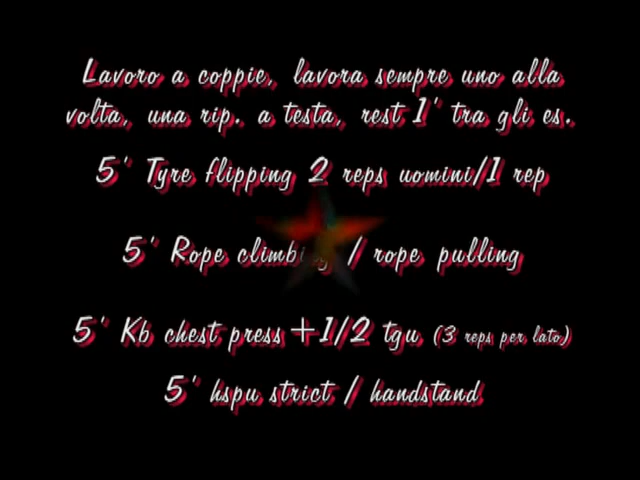 Lavoro a coppie, lavora sempre uno alla
volta, una rip. a testa, rest 1' tra gli es.
5' Tyre flipping 2 reps uomini/1 rep
5' Rope climbing / rope pulling
5' Kb chest press +1/2 tgu (3 reps per lato)
5' hspu strict / handstand